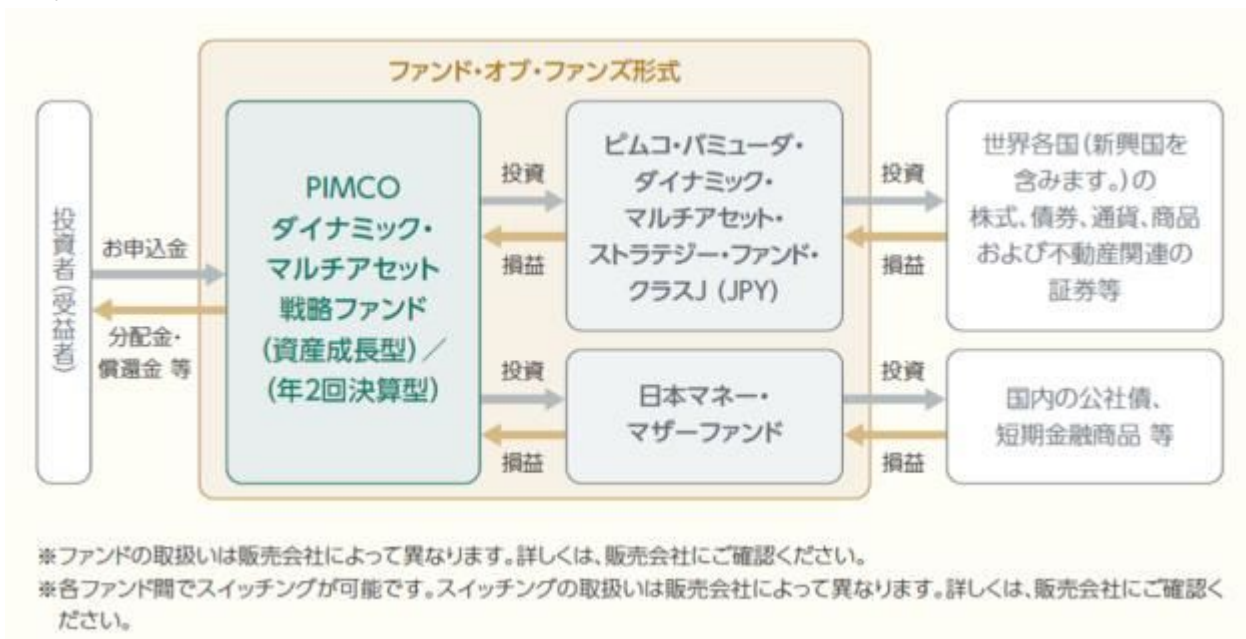 ファンド・オブ・ファンズ形式
投資者(受益者)
お申込金
分配金・
償還金 等
PIMCO
ダイナミック・
マルチアセット
戦略ファンド
(資産成長型)／
(年2回決算型)
投資
損益
投資
損益
ピムコ・バミューダ・
ダイナミック・
マルチアセット・
ストラテジー・ファンド・
クラスJ (JPY)
日本マネー・
マザーファンド
投資
損益
投資
損益
世界各国(新興国を
含みます。)の
株式、債券、通貨、商品
および不動産関連の
証券等
国内の公社債、
短期金融商品 等
※ファンドの取扱いは販売会社によって異なります。詳しくは、販売会社にご確認ください。
※各ファンド間でスイッチングが可能です。スイッチングの取扱いは販売会社によって異なります。詳しくは、販売会社にご確認く
ださい。